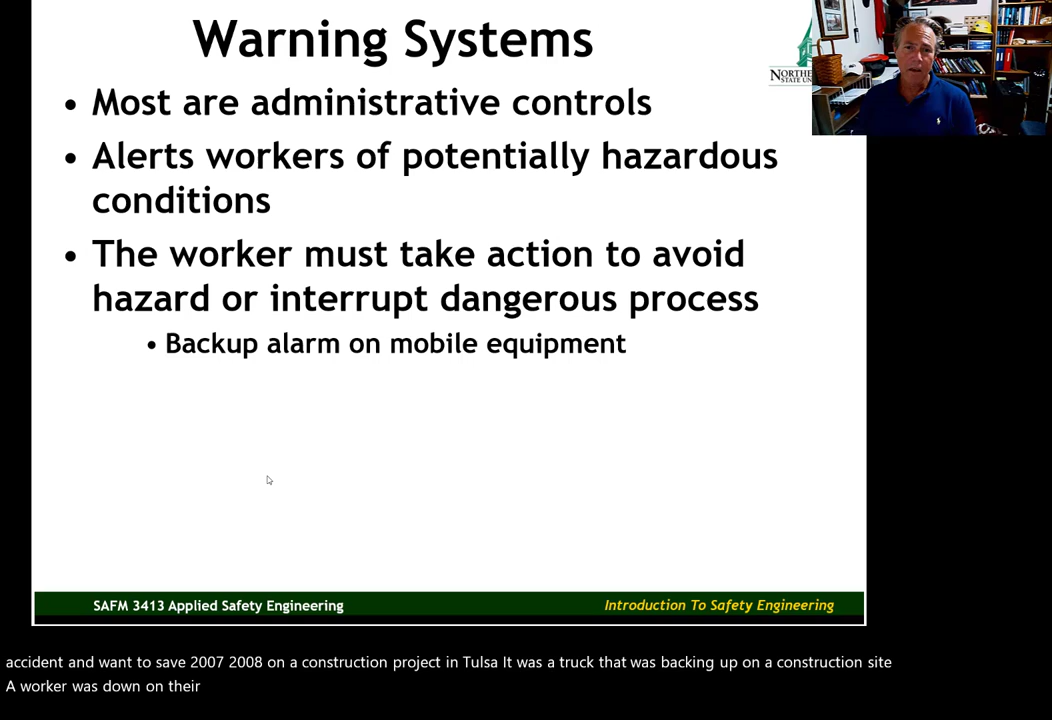 Warning Systems
• Most are administrative controls
• Alerts workers of potentially hazardous
conditions
• The worker must take action to avoid
hazard or interrupt dangerous process
• Backup alarm on mobile equipment
SAFM 3413 Applied Safety Engineering
Introduction To Safety Engineering
accident and want to save 2007 2008 on a construction project in Tulsa It was a truck that was backing up on a construction site
A worker was down on their